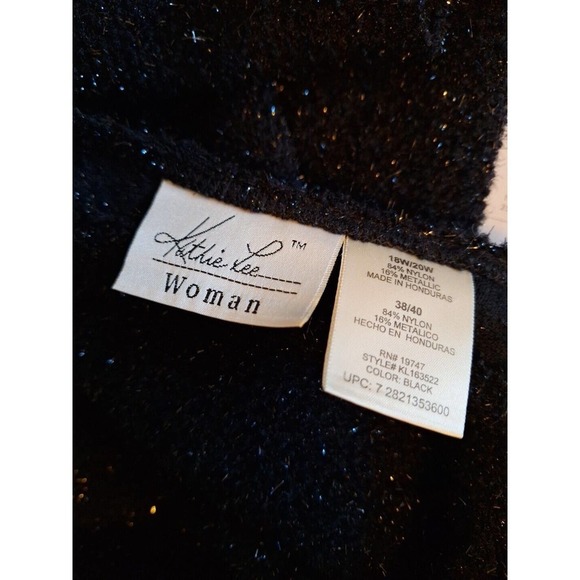 Kathie Lee™
Woman
18W/20W
84% NYLON
16% METALLIC
MADE IN HONDURAS
38/40
84% NYLON
16% METALICO
HECHO EN HONDURAS
RN# 19747
STYLE# KL163522
COLOR: BLACK
UPC: 7 2821353600